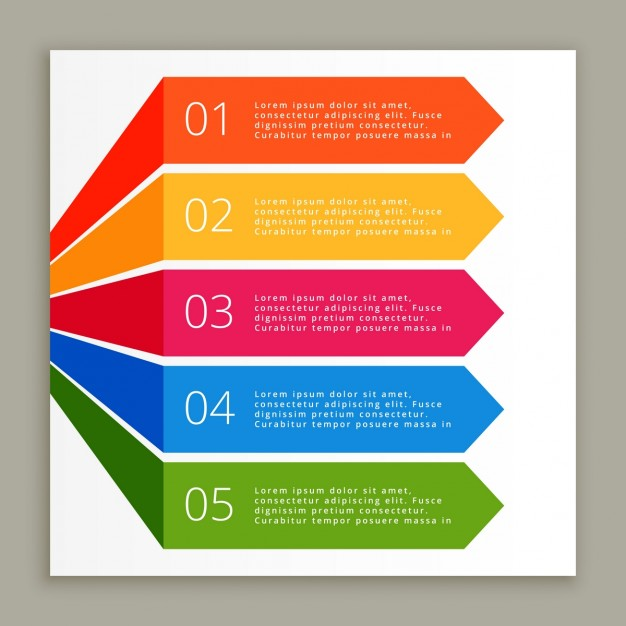 01
Lorem ipsum dolor sit amet,
consectetur adipiscing elit. Fusce
dignissim pretium consectetur.
Curabitur tempor posuere massa in
02
Lorem ipsum dolor sit amet,
consectetur adipiscing elit. Fusce
dignissim pretium consectetur.
Curabitur tempor posuere massa in
03
Lorem ipsum dolor sit amet,
consectetur adipiscing elit. Fusce
dignissim pretium consectetur.
Curabitur tempor posuere massa in
04
Lorem ipsum dolor sit amet,
consectetur adipiscing elit. Fusce
dignissim pretium consectetur.
Curabitur tempor posuere massa in
05
Lorem ipsum dolor sit amet,
consectetur adipiscing elit. Fusce
dignissim pretium consectetur.
Curabitur tempor posuere massa in